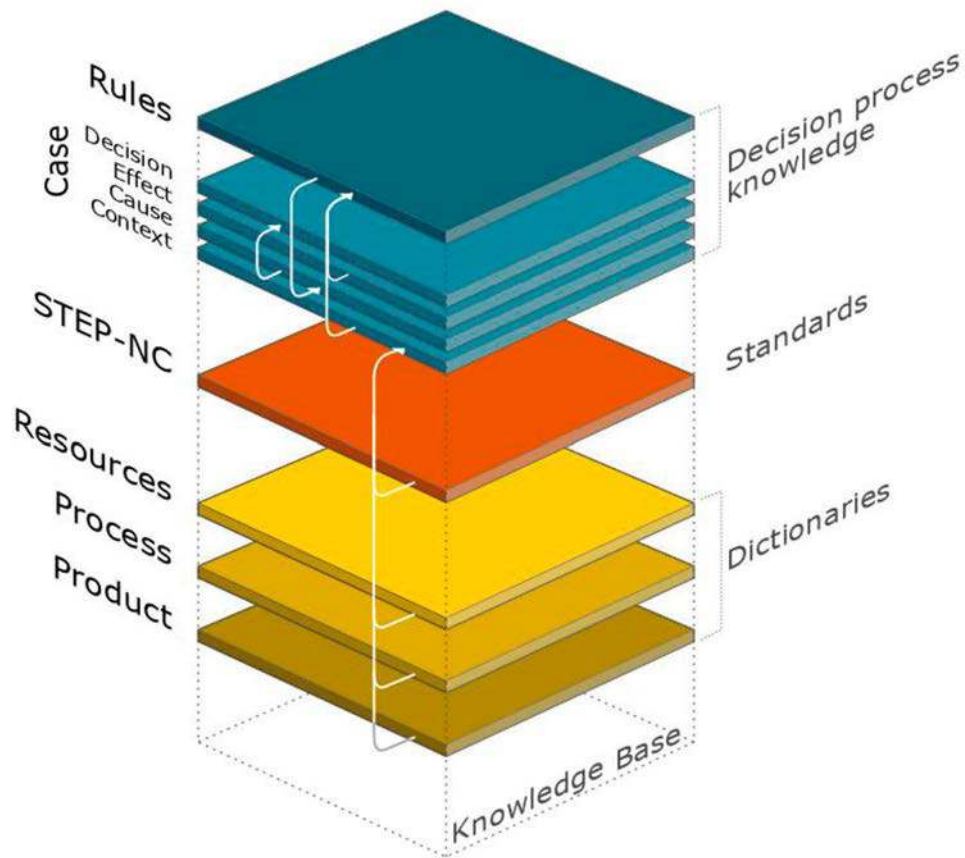 Rules
Case
Decision
Effect
Cause
Context
STEP-NC
Resources
Process
Product
Decision process
knowledge
Standards
Dictionaries
Knowledge Base